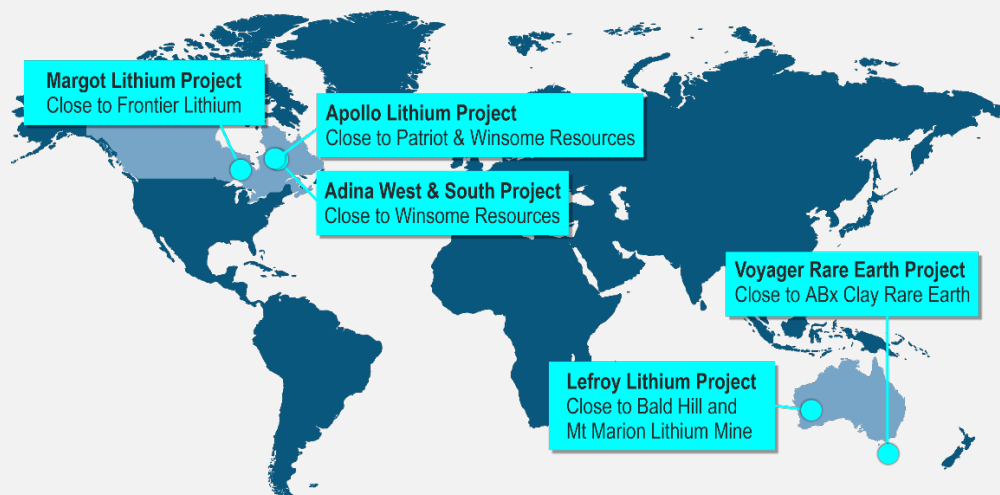 Margot Lithium Project
Close to Frontier Lithium
Apollo Lithium Project
Close to Patriot & Winsome Resources
Adina West & South Project
Close to Winsome Resources
Voyager Rare Earth Project
Close to ABx Clay Rare Earth
Lefroy Lithium Project
Close to Bald Hill and
Mt Marion Lithium Mine